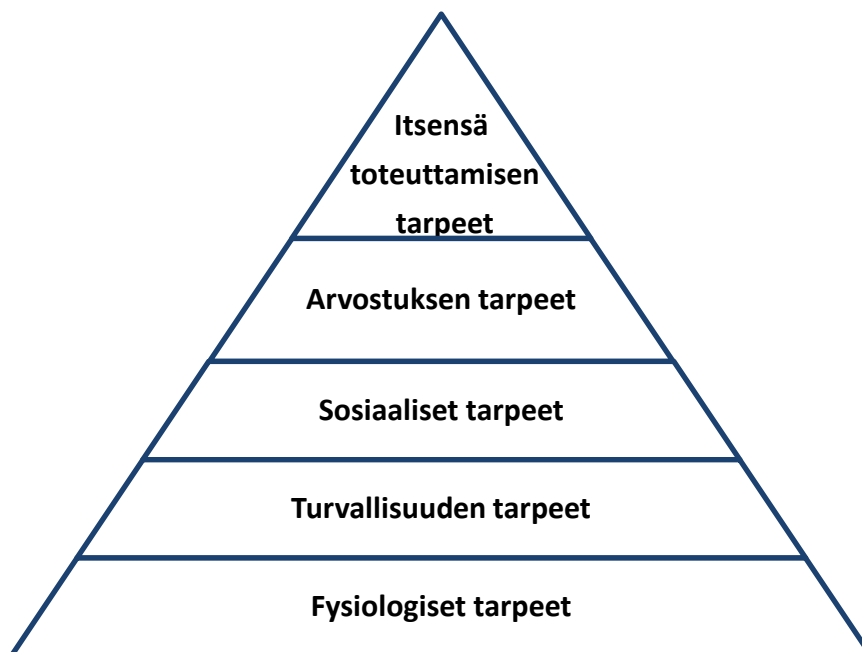 Itsensä
toteuttamisen
tarpeet
Arvostuksen tarpeet
Sosiaaliset tarpeet
Turvallisuuden tarpeet
Fysiologiset tarpeet